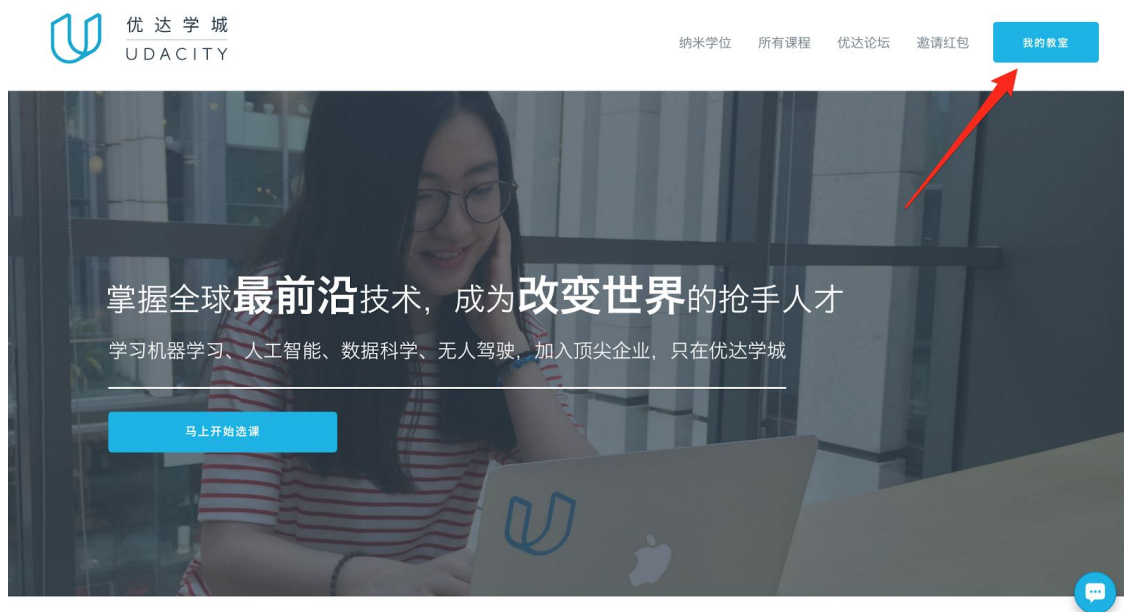 优达学城
UDACITY
纳米学位 所有课程 优达论坛 邀请红包 我的教室
掌握全球最前沿技术，成为改变世界的抢手人才
学习机器学习、人工智能、数据科学、无人驾驶，加入顶尖企业，只在优达学城
马上开始选课